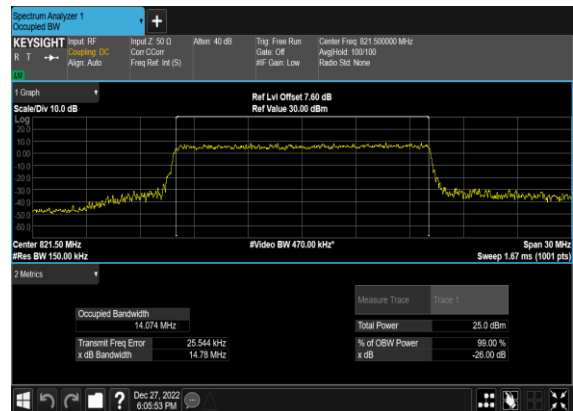 Spectrum Analyzer 1
Occupied BW
KEYSIGHT
R T
LXI
Input: RF
Coupling: DC
Align: Auto
Input Z: 50 Ω
Corr CCorr
Freq Ref: Int (S)
Atten: 40 dB
Trig: Free Run
Gate: Off
#IF Gain: Low
Center Freq: 821.500000 MHz
Avg|Hold: 100/100
Radio Std: None
1 Graph
Scale/Div 10.0 dB
Ref Lvl Offset 7.60 dB
Ref Value 30.00 dBm
Log
20.0
10.0
0.00
-10.0
-20.0
-30.0
-40.0
-50.0
-60.0
Center 821.50 MHz
#Res BW 150.00 kHz
#Video BW 470.00 kHz*
Span 30 MHz
Sweep 1.67 ms (1001 pts)
2 Metrics
Measure Trace
Trace 1
Occupied Bandwidth
14.074 MHz
Total Power
25.0 dBm
Transmit Freq Error
25.544 kHz
% of OBW Power
99.00 %
x dB Bandwidth
14.78 MHz
x dB
-26.00 dB
?
Dec 27, 2022
6:05:53 PM